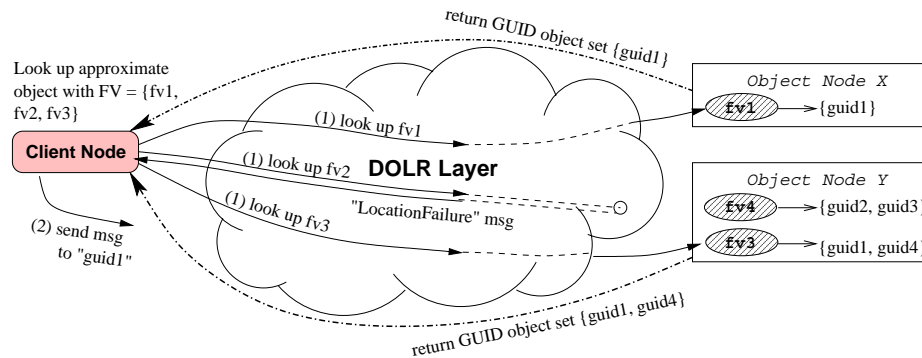 return GUID object set {guid1}
Look up approximate
object with FV = {fv1,
fv2, fv3}
Client Node
(1) look up fv1
(1) look up fv2
DOLR Layer
"LocationFailure" msg
(1) look up fv3
(2) send msg
to "guid1"
Object Node X
fv1
{guid1}
Object Node Y
fv4
{guid2, guid3}
fv3
{guid1, guid4}
return GUID object set {guid1, guid4}